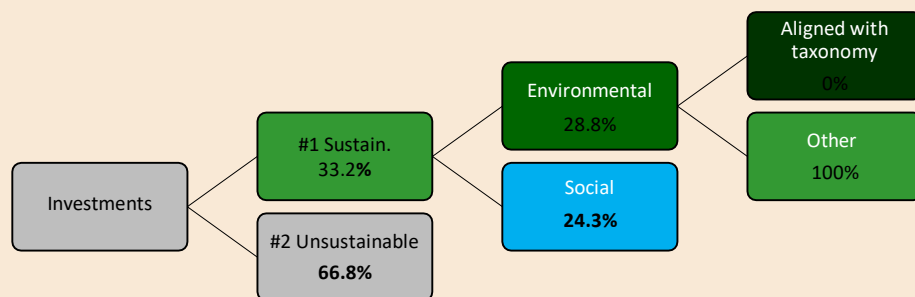 Aligned with
taxonomy
0%
Environmental
28.8%
#1 Sustain.
33.2%
Other
100%
Investments
Social
24.3%
#2 Unsustainable
66.8%